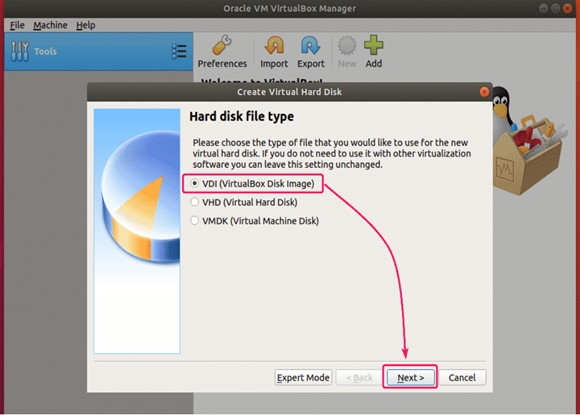 Oracle VM VirtualBox Manager
File Machine Help
Tools
Preferences Import Export New Add
Welcome to VirtualBox!
Create Virtual Hard Disk
Hard disk file type
Please choose the type of file that you would like to use for the new
virtual hard disk. If you do not need to use it with other virtualization
software you can leave this setting unchanged.
VDI (VirtualBox Disk Image)
VHD (Virtual Hard Disk)
VMDK (Virtual Machine Disk)
Expert Mode < Back Next > Cancel